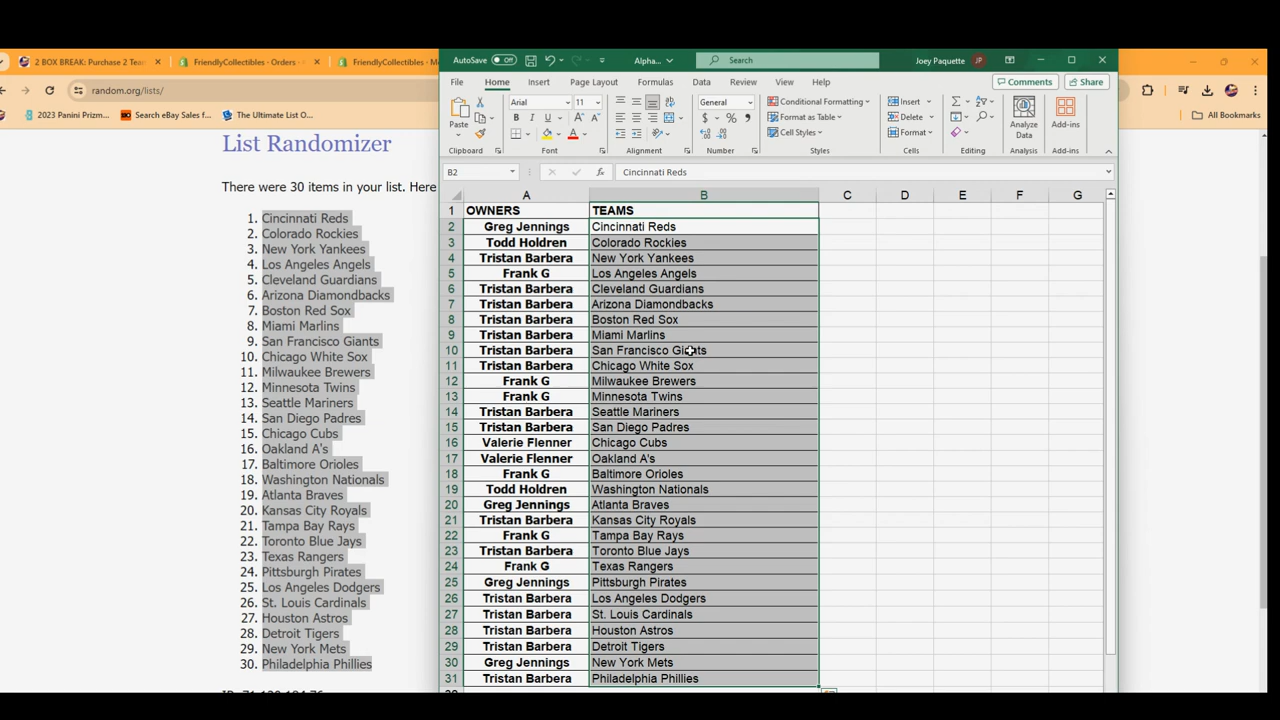 2 BOX BREAK: Purchase 2 Tea
FriendlyCollectibles - Orders
FriendlyCollectibles - M
random.org/lists/
2023 Panini Prizm...
Search eBay Sales f...
The Ultimate List O...
All Bookmarks
List Randomizer
There were 30 items in your list. Here
1. Cincinnati Reds
2. Colorado Rockies
3. New York Yankees
4. Los Angeles Angels
5. Cleveland Guardians
6. Arizona Diamondbacks
7. Boston Red Sox
8. Miami Marlins
9. San Francisco Giants
10. Chicago White Sox
11. Milwaukee Brewers
12. Minnesota Twins
13. Seattle Mariners
14. San Diego Padres
15. Chicago Cubs
16. Oakland A's
17. Baltimore Orioles
18. Washington Nationals
19. Atlanta Braves
20. Kansas City Royals
21. Tampa Bay Rays
22. Toronto Blue Jays
23. Texas Rangers
24. Pittsburgh Pirates
25. Los Angeles Dodgers
26. St. Louis Cardinals
27. Houston Astros
28. Detroit Tigers
29. New York Mets
30. Philadelphia Phillies
AutoSave Off Alpha... Search Joey Paquette JP
File Home Insert Page Layout Formulas Data Review View Help Comments Share
Paste Arial 11 General Conditional Formatting Insert
B I U $ % Format as Table Delete Analyze Data Add-ins
Cell Styles Format
Clipboard Font Alignment Number Styles Cells Editing Analysis Add-ins
B2 fx Cincinnati Reds
A B C D E F G
1 OWNERS TEAMS
2 Greg Jennings Cincinnati Reds
3 Todd Holdren Colorado Rockies
4 Tristan Barbera New York Yankees
5 Frank G Los Angeles Angels
6 Tristan Barbera Cleveland Guardians
7 Tristan Barbera Arizona Diamondbacks
8 Tristan Barbera Boston Red Sox
9 Tristan Barbera Miami Marlins
10 Tristan Barbera San Francisco Giants
11 Tristan Barbera Chicago White Sox
12 Frank G Milwaukee Brewers
13 Frank G Minnesota Twins
14 Tristan Barbera Seattle Mariners
15 Tristan Barbera San Diego Padres
16 Valerie Flenner Chicago Cubs
17 Valerie Flenner Oakland A's
18 Frank G Baltimore Orioles
19 Todd Holdren Washington Nationals
20 Greg Jennings Atlanta Braves
21 Tristan Barbera Kansas City Royals
22 Frank G Tampa Bay Rays
23 Tristan Barbera Toronto Blue Jays
24 Frank G Texas Rangers
25 Greg Jennings Pittsburgh Pirates
26 Tristan Barbera Los Angeles Dodgers
27 Tristan Barbera St. Louis Cardinals
28 Tristan Barbera Houston Astros
29 Tristan Barbera Detroit Tigers
30 Greg Jennings New York Mets
31 Tristan Barbera Philadelphia Phillies